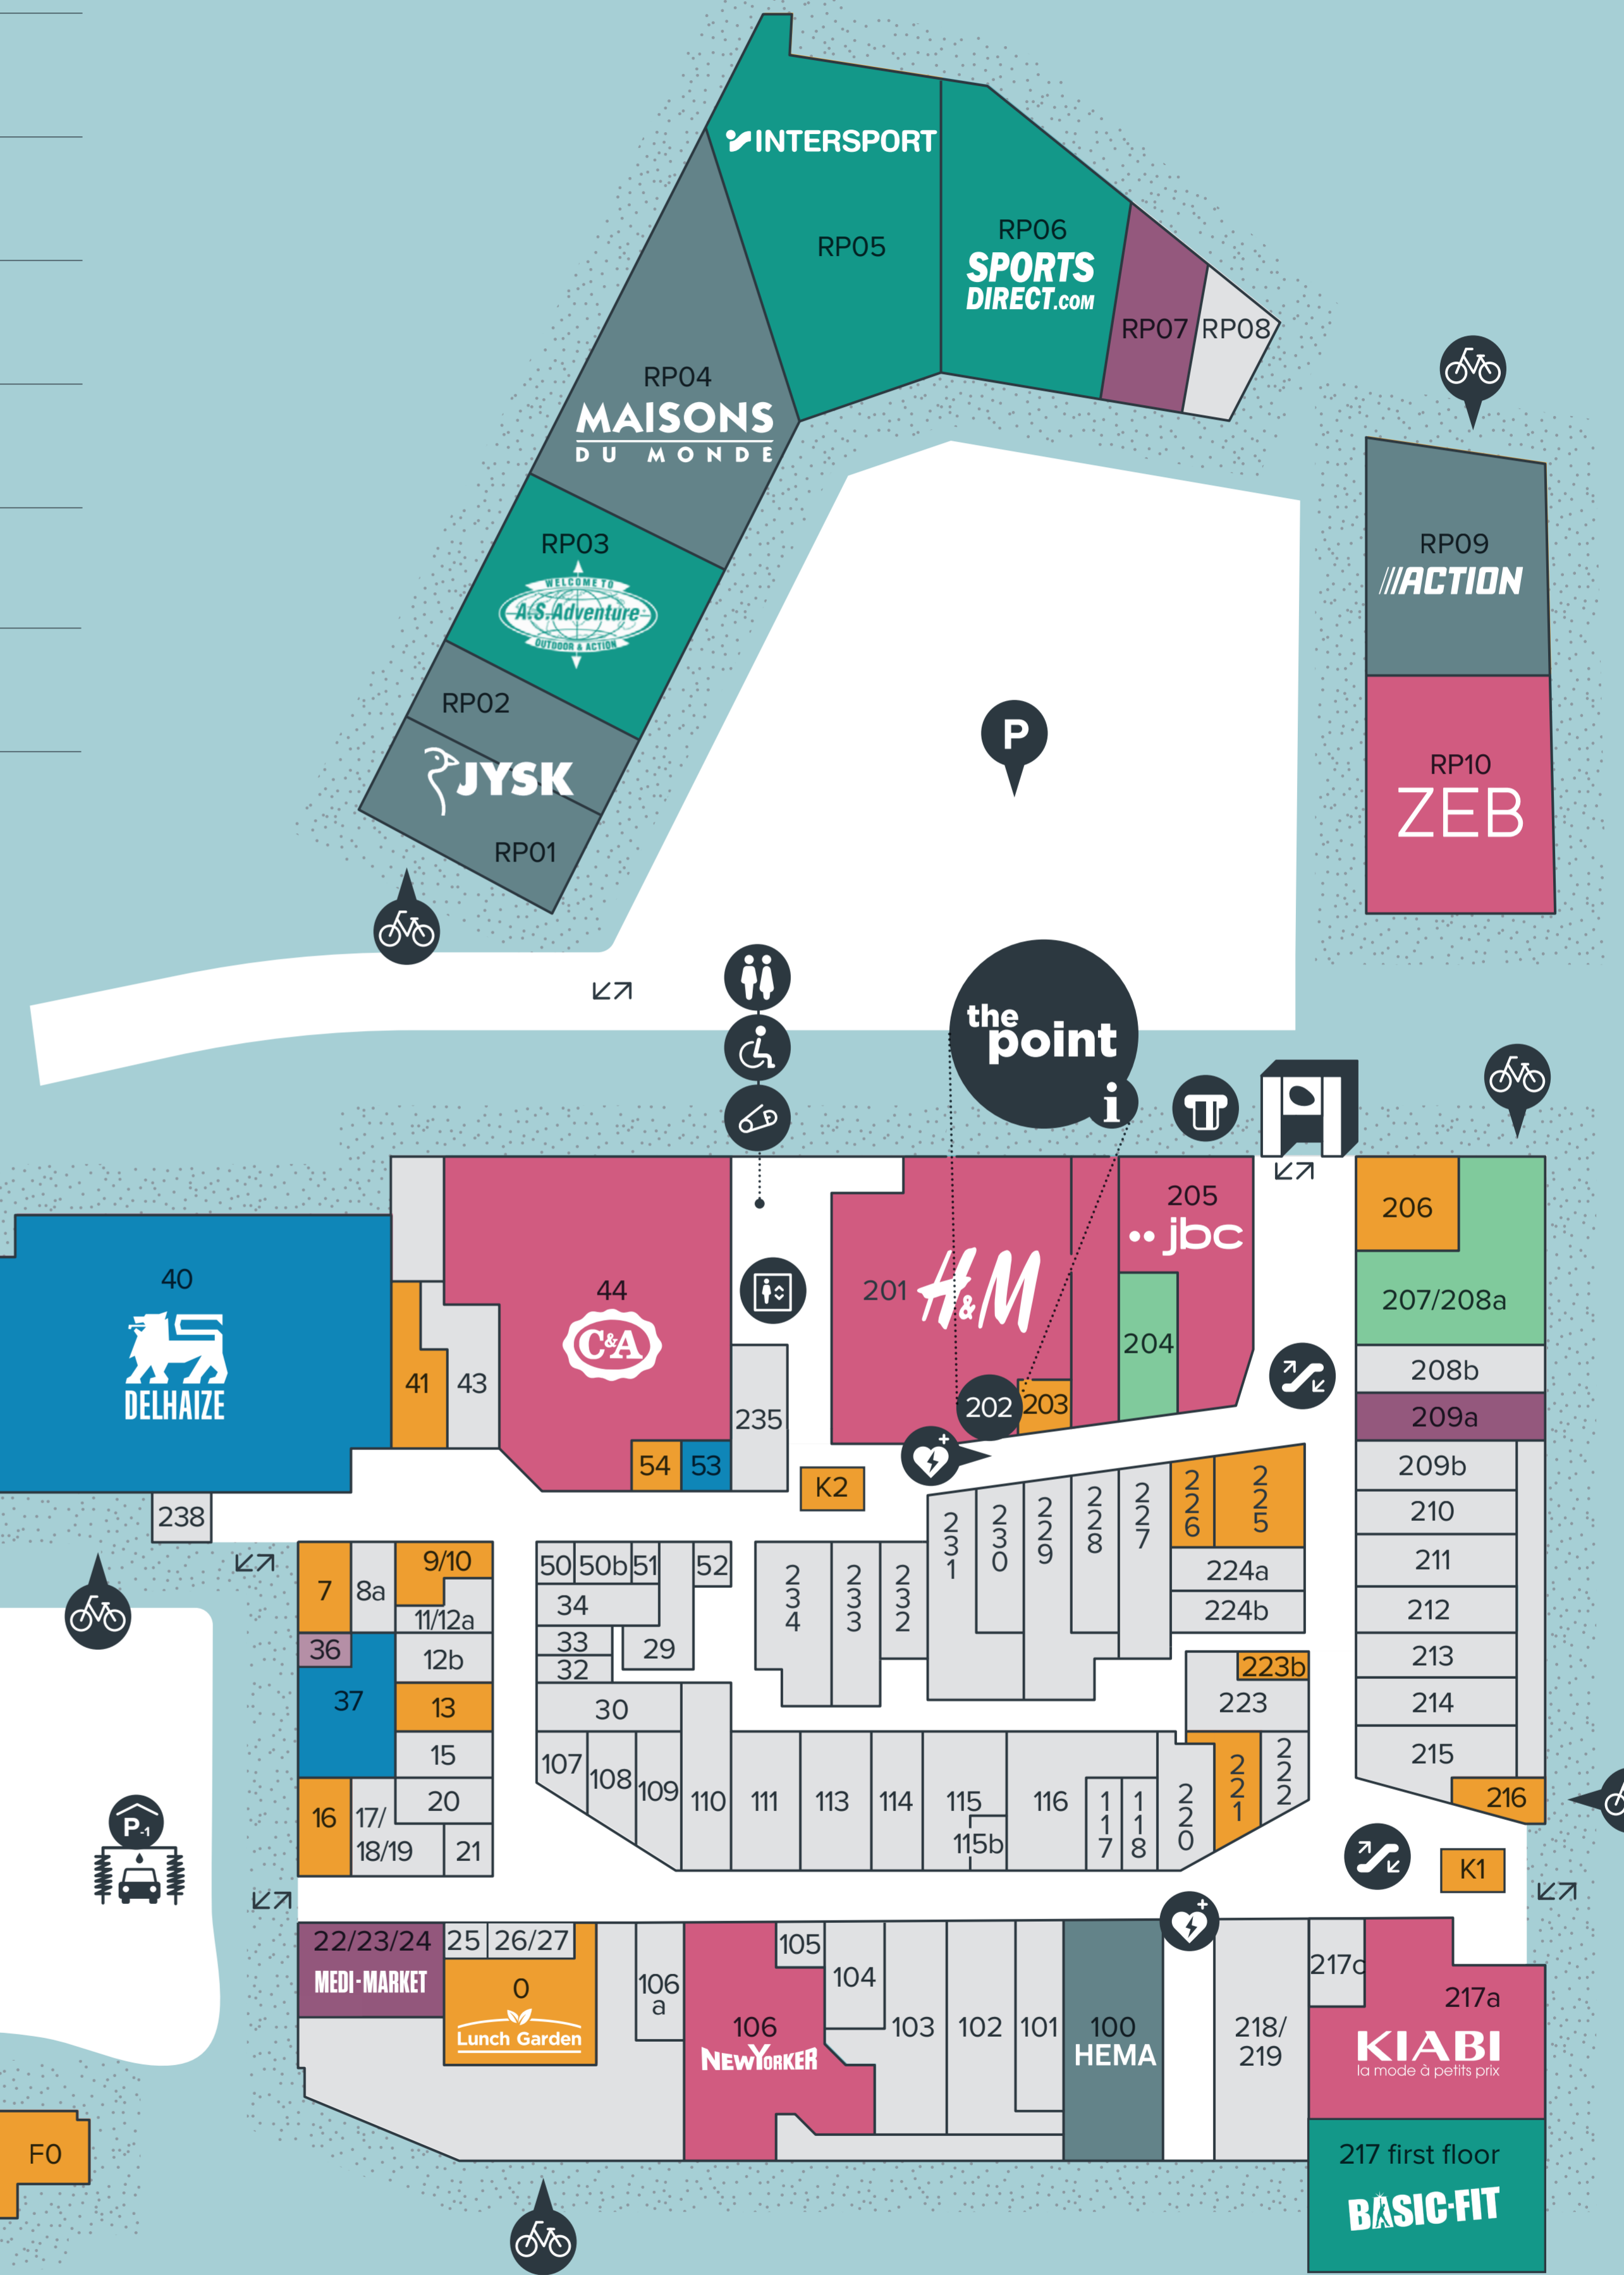 INTERSPORT
RP05
RP06
SPORTS
DIRECT.COM
RP07
RP08
RP04
MAISONS
DU MONDE
RP03
WELCOME TO
A.S.Adventure
OUTDOOR & ACTION
RP02
JYSK
RP01
RP09
ACTION
RP10
ZEB
P
the
point
i
40
DELHAIZE
41
43
44
C&A
54
53
235
K2
201
H&M
202
203
204
205
jbc
206
207/208a
208b
209a
209b
210
211
212
213
214
215
216
K1
238
7
8a
9/10
11/12a
36
12b
37
13
15
16
17/
18/19
20
21
50
50b
51
52
34
33
32
29
30
107
108
109
110
111
113
114
115
115b
116
117
118
220
221
222
223
223b
224a
224b
225
226
227
228
229
230
231
232
233
234
P-1
22/23/24
MEDI-MARKET
25
26/27
0
Lunch Garden
106
a
106
NEWYORKER
105
104
103
102
101
100
HEMA
218/
219
217c
217a
KIABI
la mode à petits prix
217 first floor
BASIC-FIT
F0